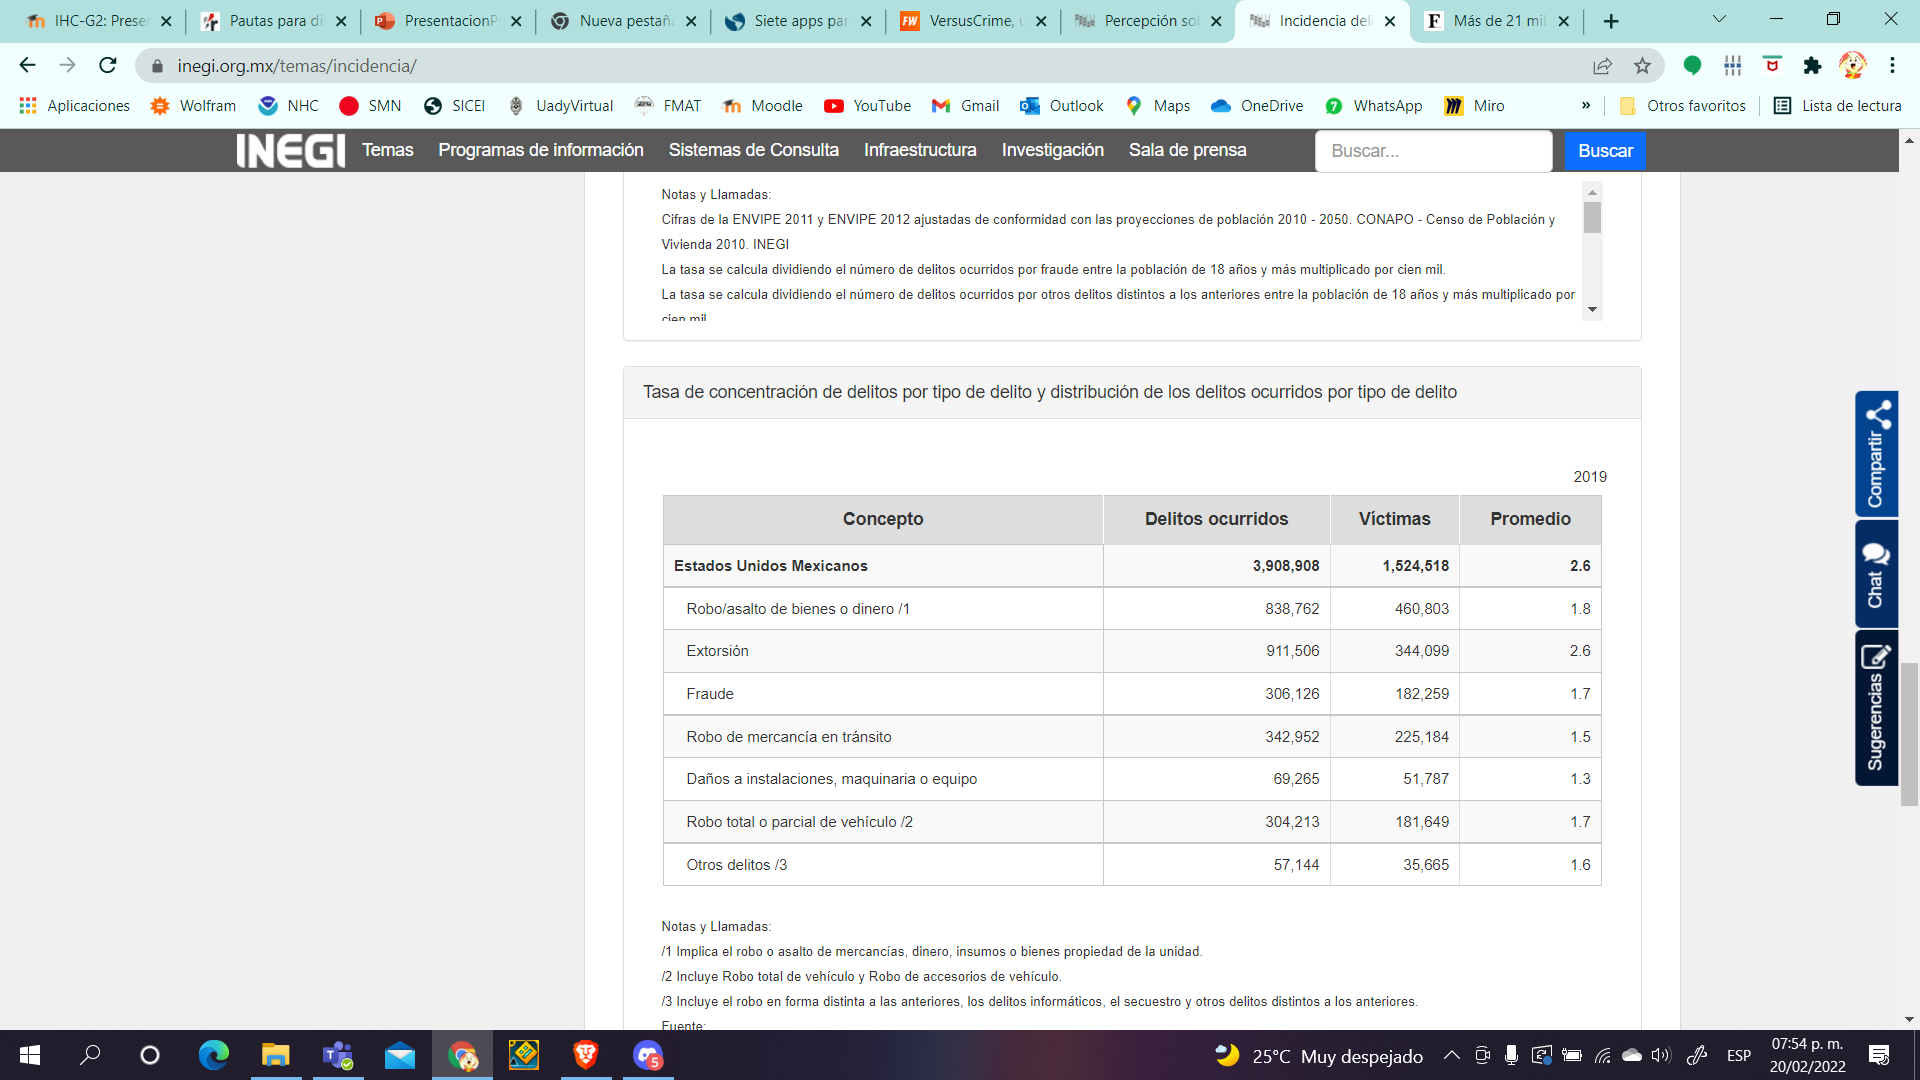 IHC-G2: Prese
Pautas para di
PresentacionP
Nueva pestaña
Siete apps par
VersusCrime, u
Percepción so
Incidencia deli
Más de 21 mil
inegi.org.mx/temas/incidencia/
Aplicaciones
Wolfram
NHC
SMN
SICEI
UadyVirtual
FMAT
Moodle
YouTube
Gmail
Outlook
Maps
OneDrive
WhatsApp
Miro
»
Otros favoritos
Lista de lectura
INEGI
Temas
Programas de información
Sistemas de Consulta
Infraestructura
Investigación
Sala de prensa
Buscar...
Buscar
Notas y Llamadas:
Cifras de la ENVIPE 2011 y ENVIPE 2012 ajustadas de conformidad con las proyecciones de población 2010 - 2050. CONAPO - Censo de Población y
Vivienda 2010. INEGI
La tasa se calcula dividiendo el número de delitos ocurridos por fraude entre la población de 18 años y más multiplicado por cien mil.
La tasa se calcula dividiendo el número de delitos ocurridos por otros delitos distintos a los anteriores entre la población de 18 años y más multiplicado por
cien mil.
Tasa de concentración de delitos por tipo de delito y distribución de los delitos ocurridos por tipo de delito
2019
Concepto Delitos ocurridos Víctimas Promedio
Estados Unidos Mexicanos 3,908,908 1,524,518 2.6
Robo/asalto de bienes o dinero /1 838,762 460,803 1.8
Extorsión 911,506 344,099 2.6
Fraude 306,126 182,259 1.7
Robo de mercancía en tránsito 342,952 225,184 1.5
Daños a instalaciones, maquinaria o equipo 69,265 51,787 1.3
Robo total o parcial de vehículo /2 304,213 181,649 1.7
Otros delitos /3 57,144 35,665 1.6
Notas y Llamadas:
/1 Implica el robo o asalto de mercancías, dinero, insumos o bienes propiedad de la unidad.
/2 Incluye Robo total de vehículo y Robo de accesorios de vehículo.
/3 Incluye el robo en forma distinta a las anteriores, los delitos informáticos, el secuestro y otros delitos distintos a los anteriores.
Fuente:
Compartir
Chat
Sugerencias
25°C Muy despejado
ESP
07:54 p. m.
20/02/2022